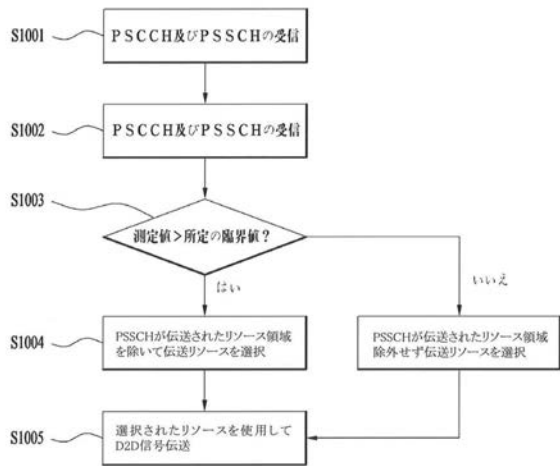 S1001
PSCCH及びPSSCHの受信
S1002
PSCCH及びPSSCHの受信
S1003
測定値>所定の臨界値?
はい
いいえ
S1004
PSSCHが伝送されたリソース領域
を除いて伝送リソースを選択
PSSCHが伝送されたリソース領域
除外せず伝送リソースを選択
S1005
選択されたリソースを使用して
D2D信号伝送